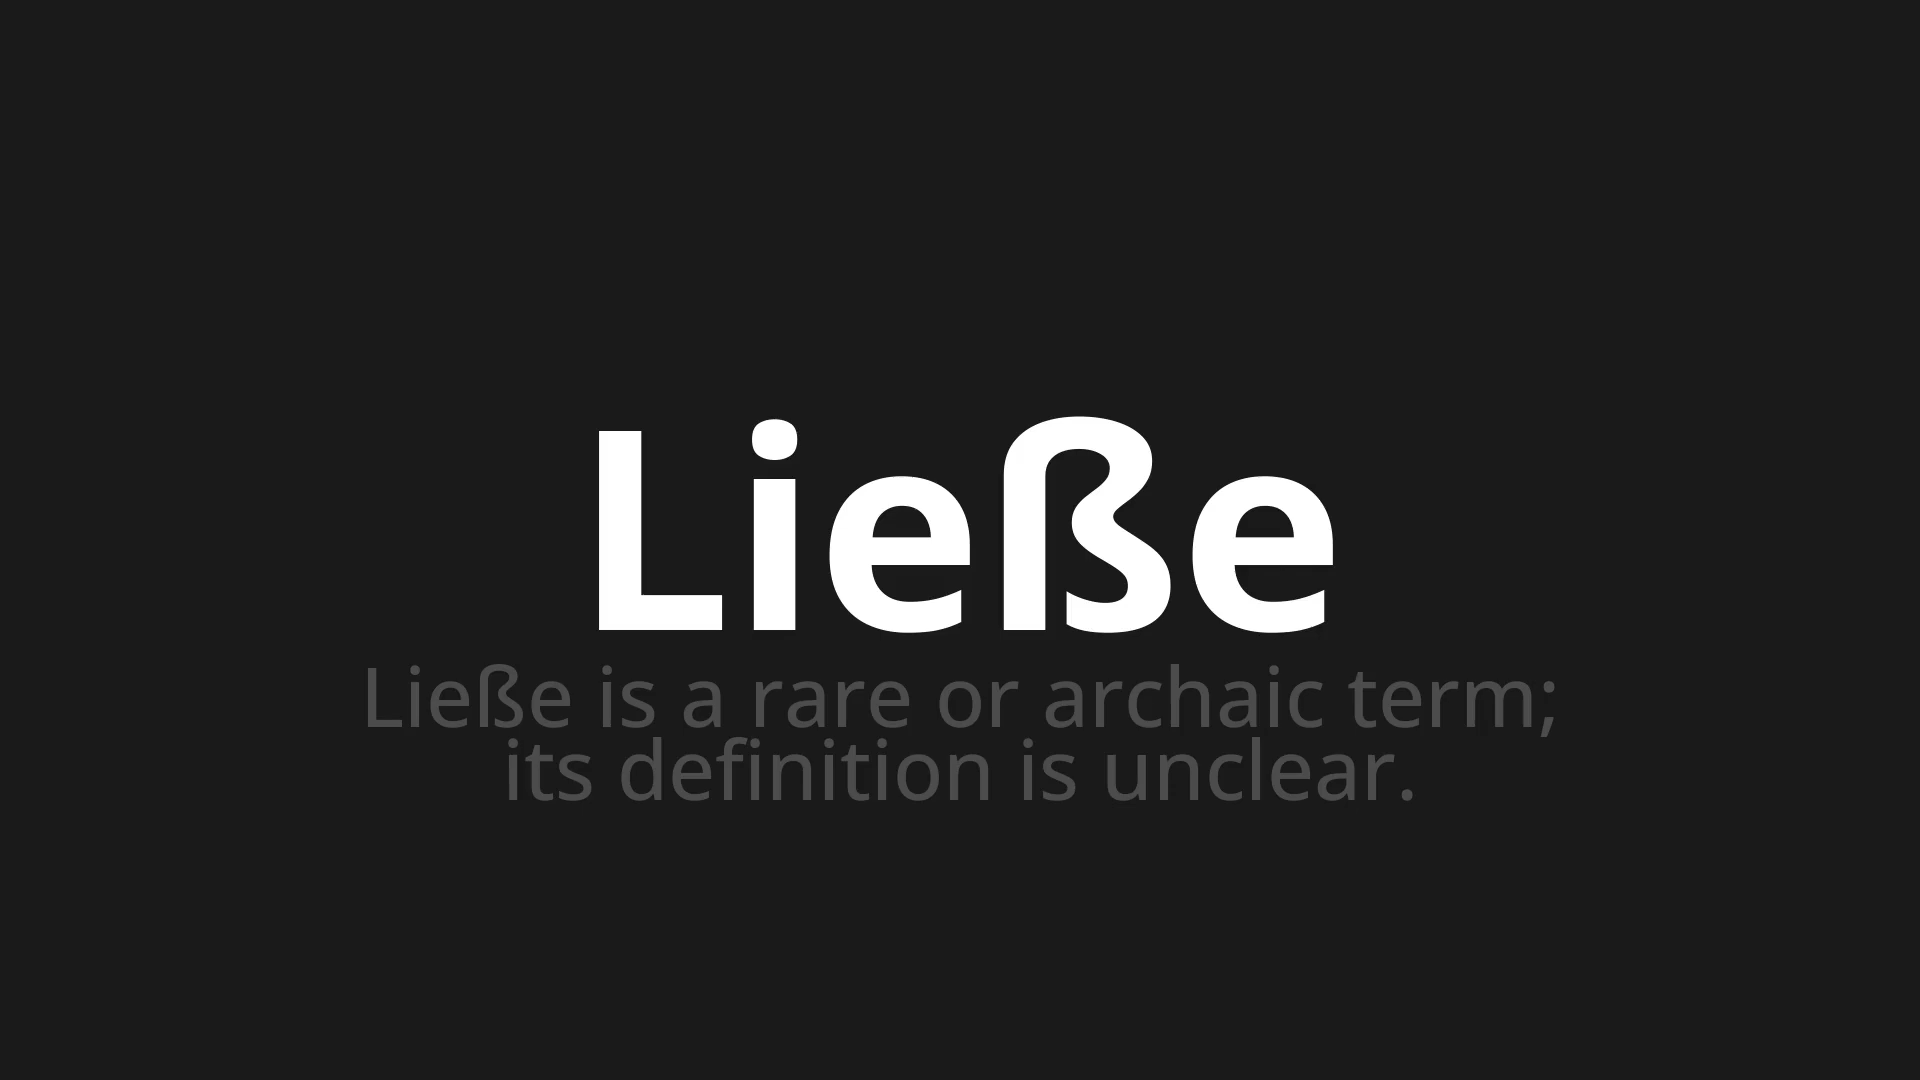 Ließe
Ließe is a rare or archaic term;
its definition is unclear.